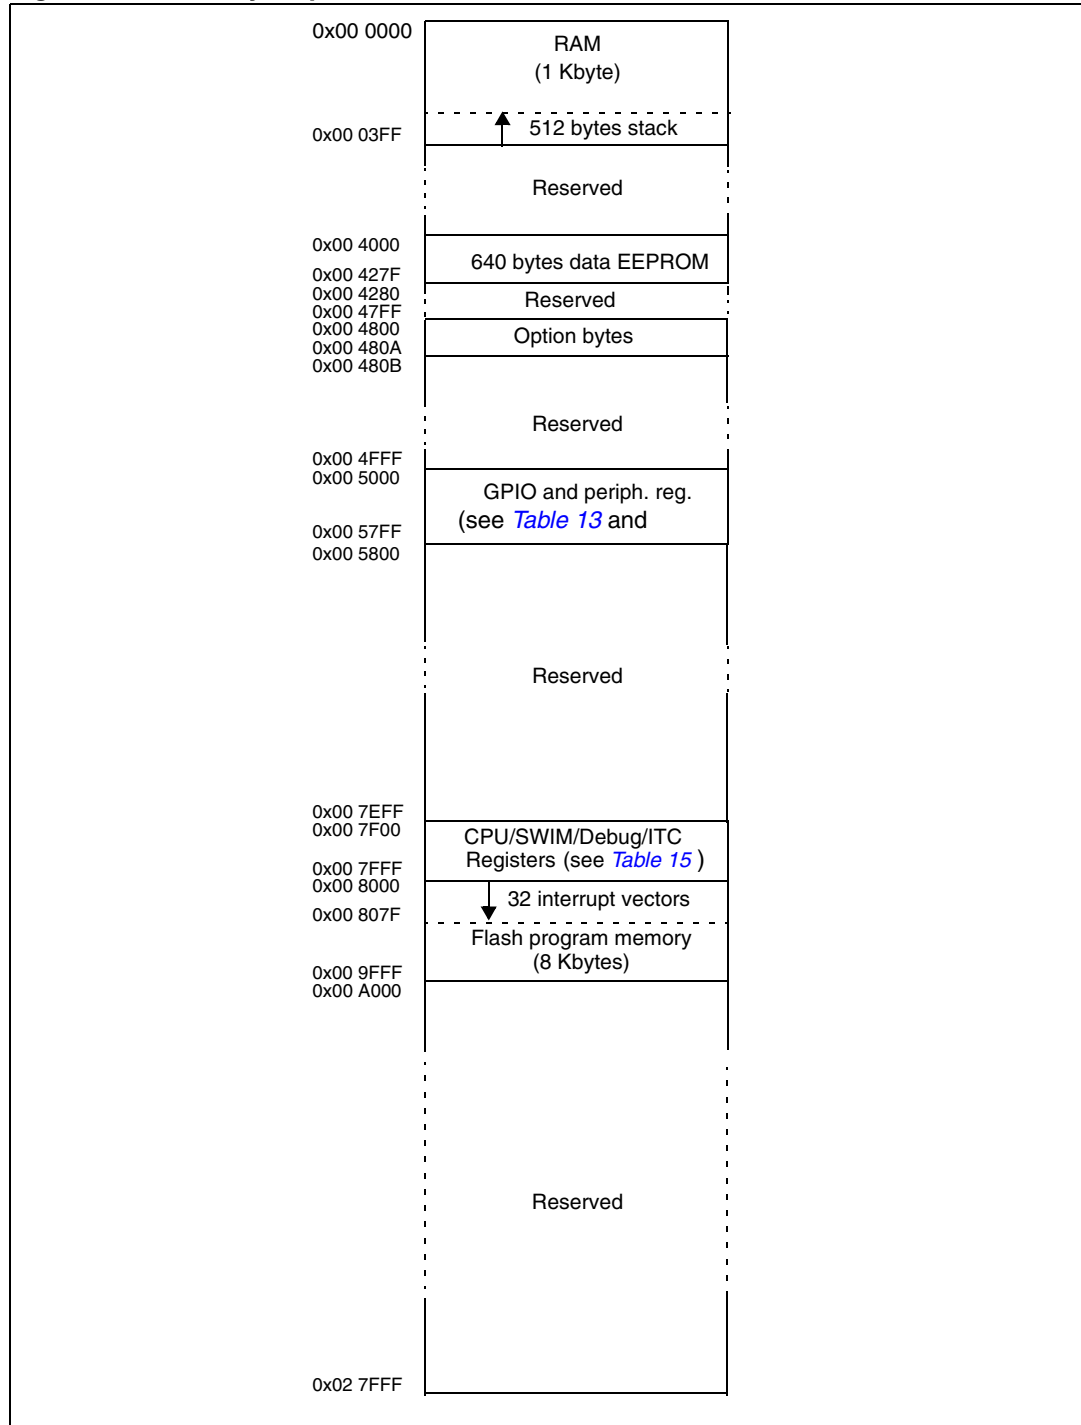 0x00 0000
RAM
(1 Kbyte)
512 bytes stack
0x00 03FF
Reserved
0x00 4000
640 bytes data EEPROM
0x00 427F
0x00 4280
Reserved
0x00 47FF
0x00 4800
Option bytes
0x00 480A
0x00 480B
Reserved
0x00 4FFF
0x00 5000
GPIO and periph. reg.
(see Table 13 and
0x00 57FF
0x00 5800
Reserved
0x00 7EFF
0x00 7F00
CPU/SWIM/Debug/ITC
Registers (see Table 15 )
0x00 7FFF
0x00 8000
32 interrupt vectors
0x00 807F
Flash program memory
(8 Kbytes)
0x00 9FFF
0x00 A000
Reserved
0x02 7FFF